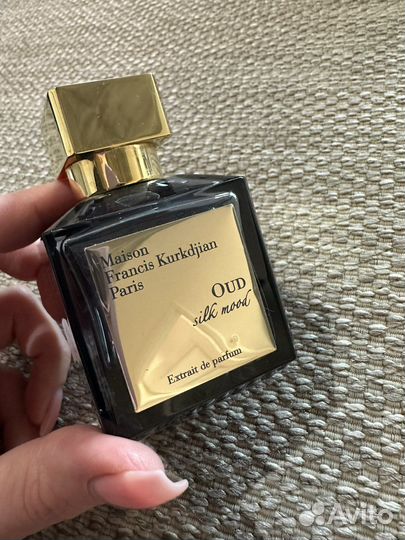 Maison
Francis Kurkdjian
Paris
OUD
silk mood
Extrait de parfum
Avito